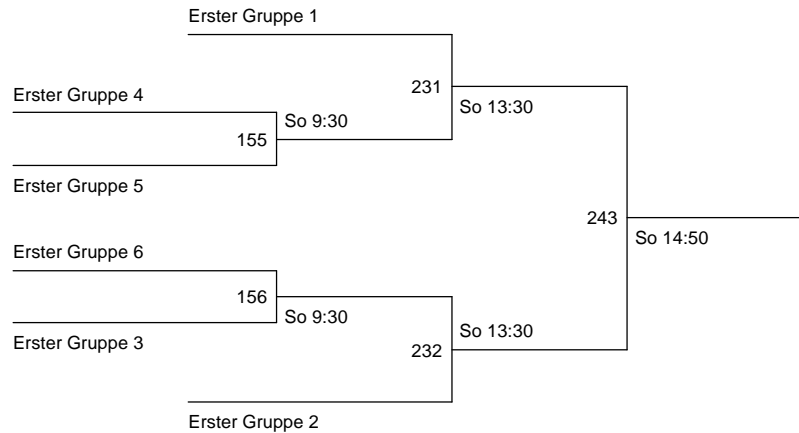 Erster Gruppe 1
231
So 13:30
Erster Gruppe 4
So 9:30
155
Erster Gruppe 5
243
So 14:50
Erster Gruppe 6
156
So 9:30
So 13:30
Erster Gruppe 3
232
Erster Gruppe 2